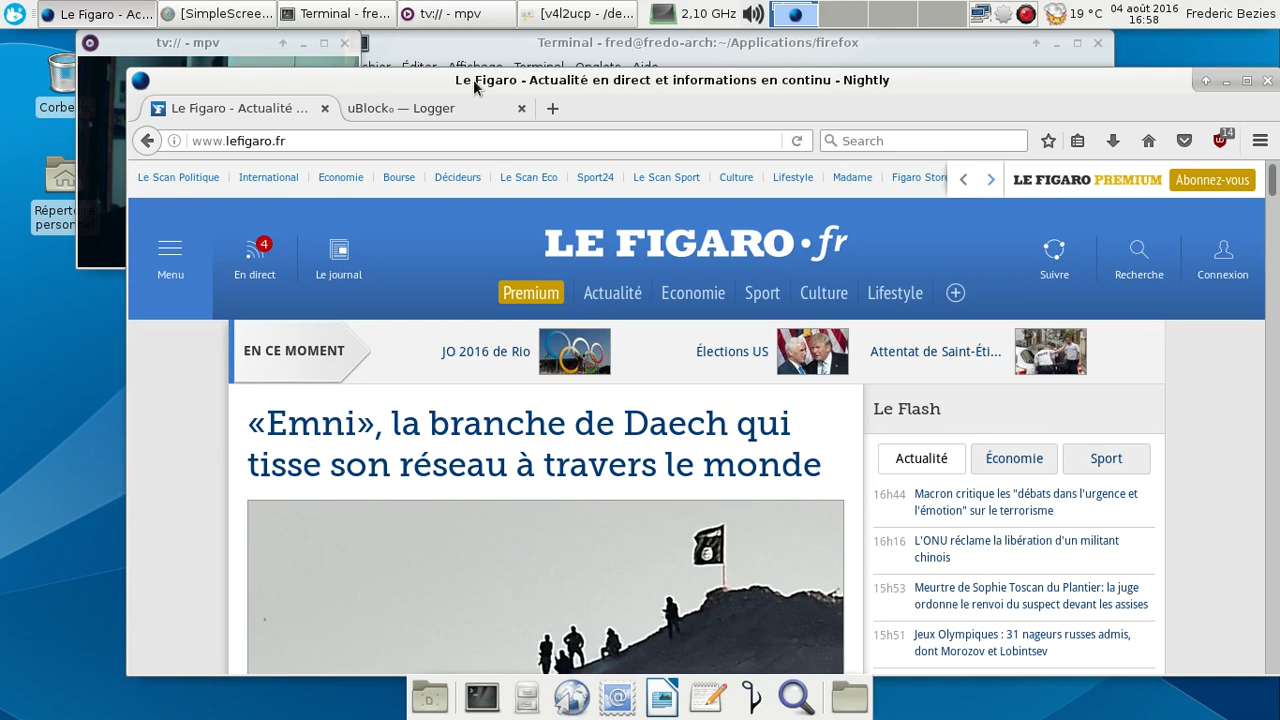 Le Figaro - Ac...
[SimpleScree...
Terminal - fre...
tv:// - mpv
[v4l2ucp - /de...
2,10 GHz
19 °C
04 août 2016
16:58
Frederic Bezies
tv:// - mpv
Terminal - fred@fredo-arch:~/Applications/firefox
Éditer Affichage Terminal Onglets Aide
Le Figaro - Actualité en direct et informations en continu - Nightly
Le Figaro - Actualité ...
uBlock₀ — Logger
www.lefigaro.fr
Search
14
Le Scan Politique
International
Economie
Bourse
Décideurs
Le Scan Eco
Sport24
Le Scan Sport
Culture
Lifestyle
Madame
Figaro Store
LE FIGARO PREMIUM
Abonnez-vous
Menu
4
En direct
Le journal
LE FIGARO·fr
Suivre
Recherche
Connexion
Premium
Actualité
Economie
Sport
Culture
Lifestyle
EN CE MOMENT
JO 2016 de Rio
Élections US
Attentat de Saint-Éti...
«Emni», la branche de Daech qui
tisse son réseau à travers le monde
Le Flash
Actualité
Économie
Sport
16h44 Macron critique les "débats dans l'urgence et
l'émotion" sur le terrorisme
16h16 L'ONU réclame la libération d'un militant
chinois
15h53 Meurtre de Sophie Toscan du Plantier: la juge
ordonne le renvoi du suspect devant les assises
15h51 Jeux Olympiques : 31 nageurs russes admis,
dont Morozov et Lobintsev
Corbe
Répertoire
personnel